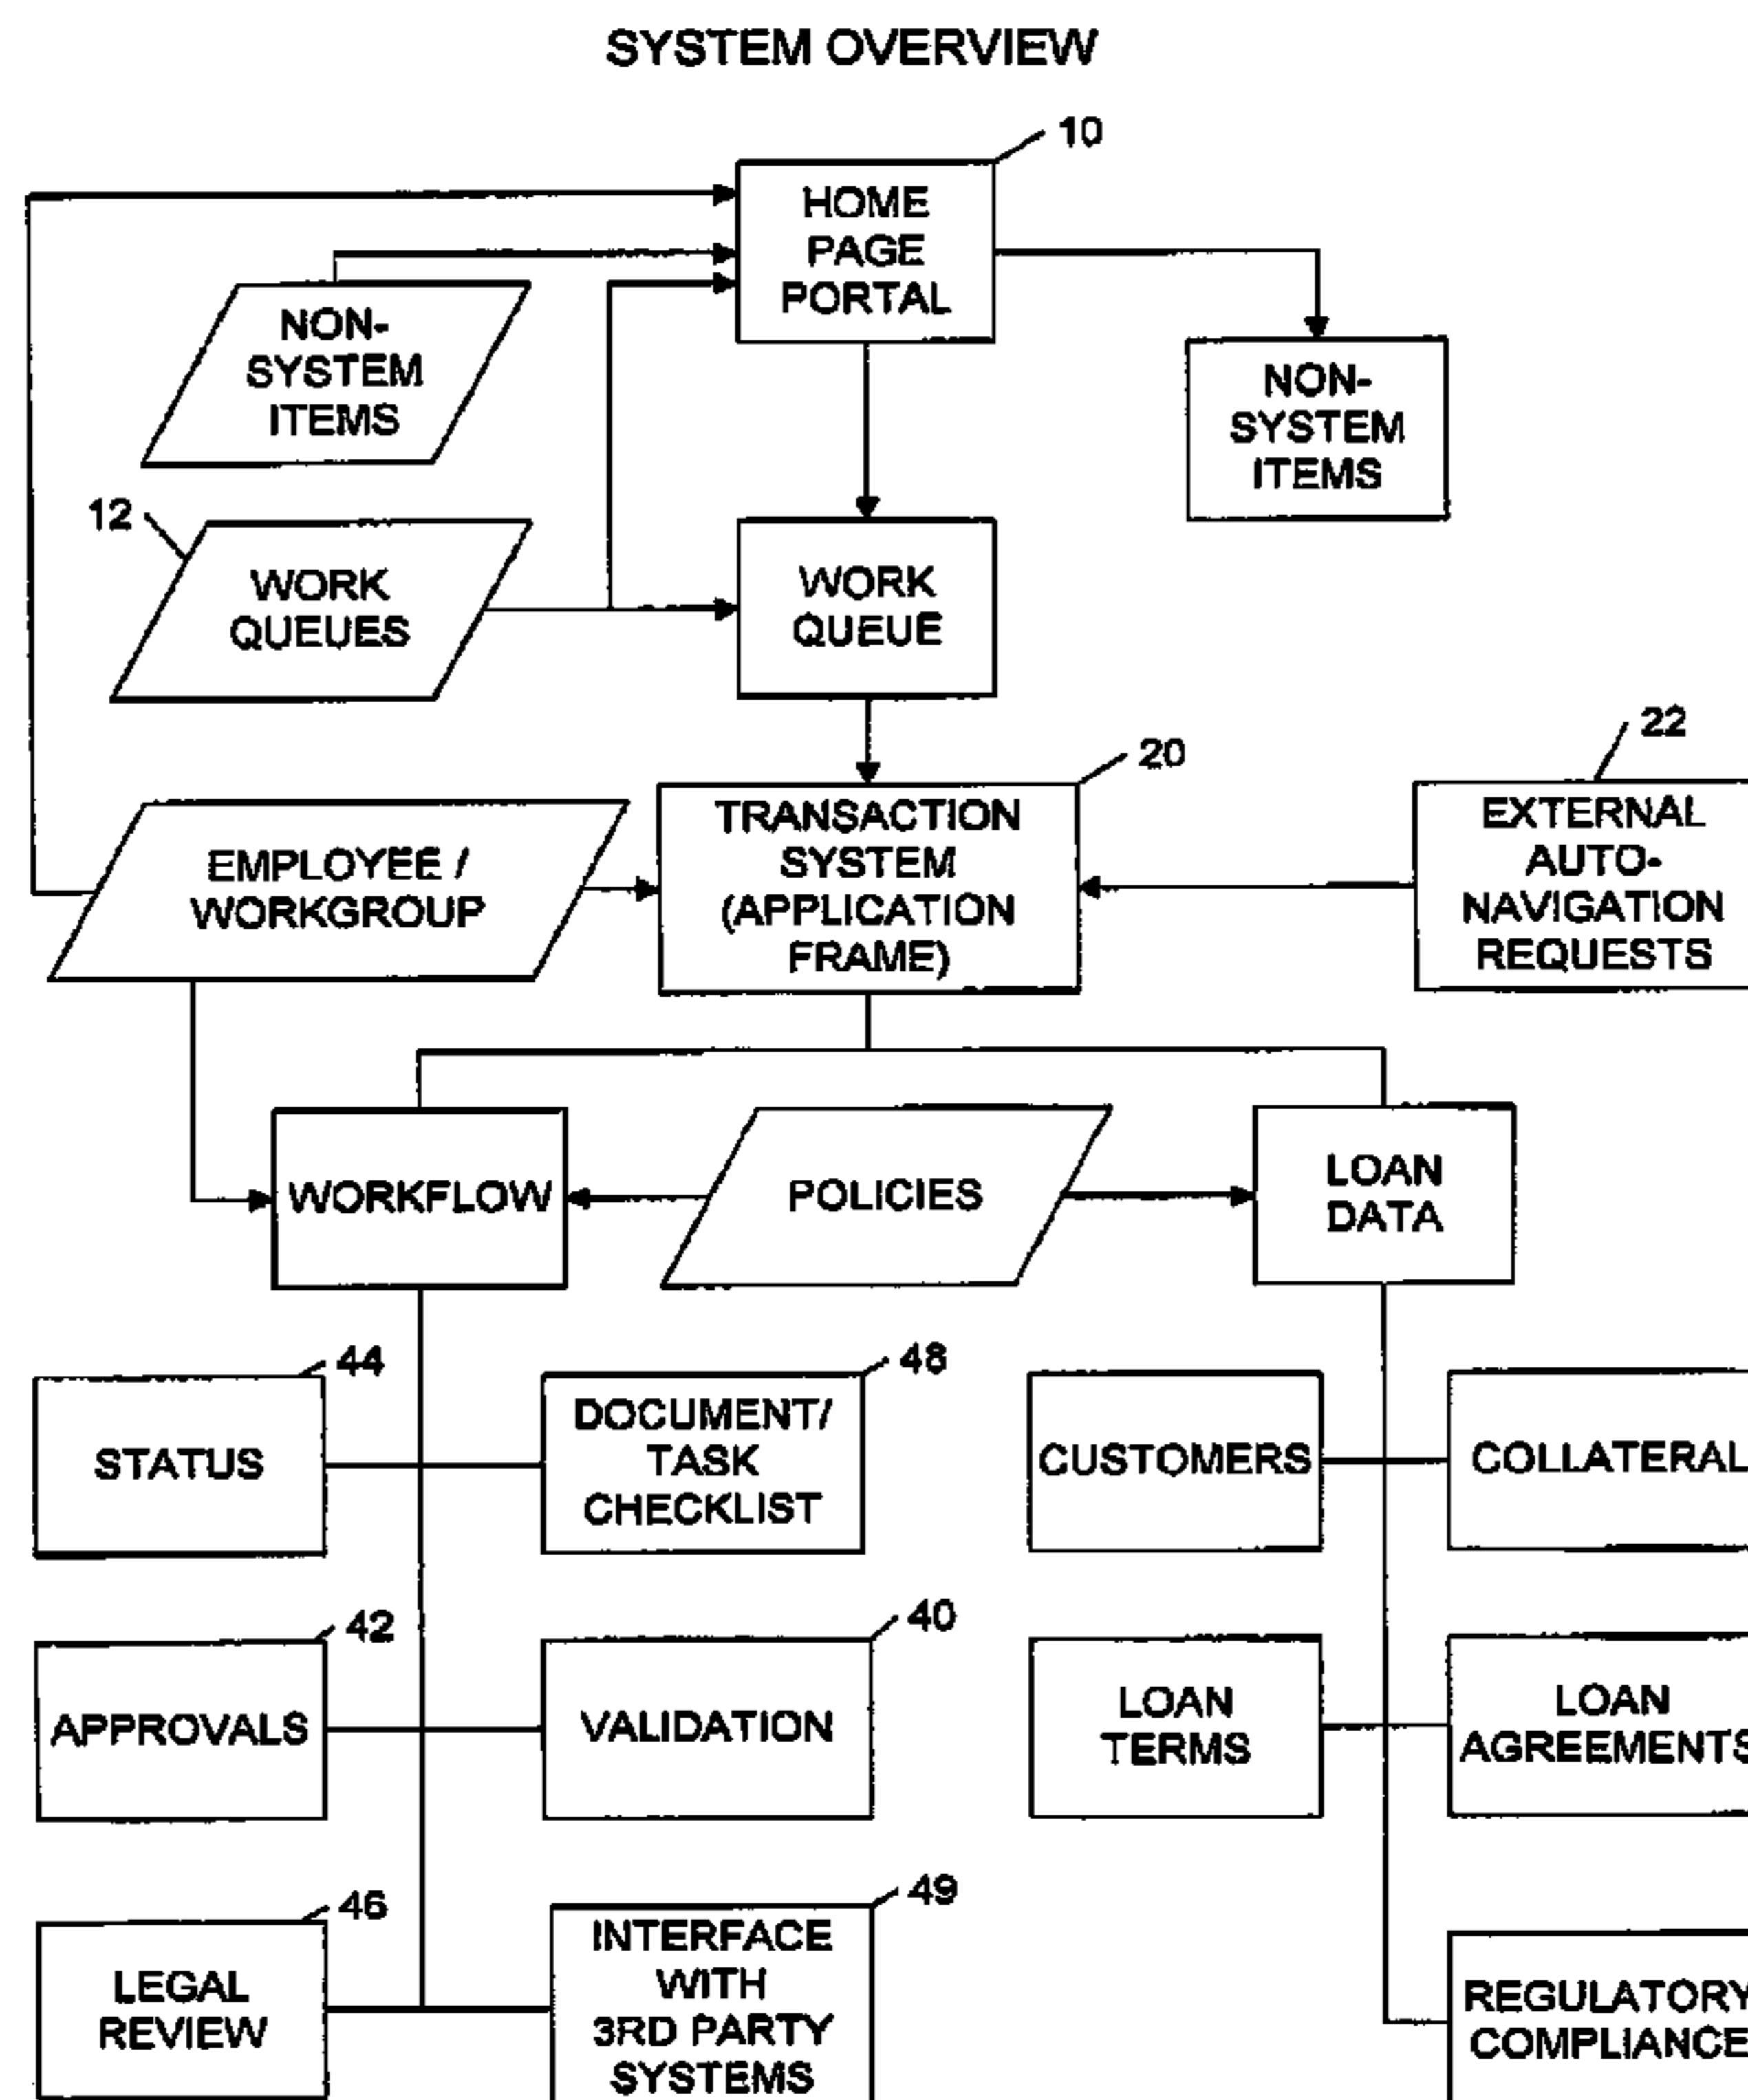 SYSTEM OVERVIEW
10
HOME
PAGE
PORTAL
NON-
SYSTEM
ITEMS
NON-
SYSTEM
ITEMS
12
WORK
QUEUES
WORK
QUEUE
20
22
EMPLOYEE /
WORKGROUP
TRANSACTION
SYSTEM
(APPLICATION
FRAME)
EXTERNAL
AUTO-
NAVIGATION
REQUESTS
WORKFLOW
POLICIES
LOAN
DATA
44
STATUS
48
DOCUMENT/
TASK
CHECKLIST
CUSTOMERS
COLLATERAL
42
APPROVALS
40
VALIDATION
LOAN
TERMS
LOAN
AGREEMENTS
46
LEGAL
REVIEW
49
INTERFACE
WITH
3RD PARTY
SYSTEMS
REGULATORY
COMPLIANCE